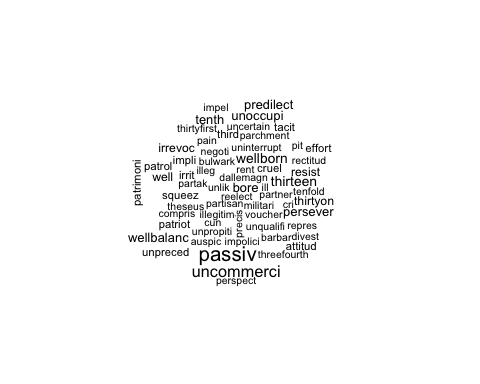 impel predilect
tenth unoccupi
thirtyfirst uncertain tacit
third parchment
pain
irrevoc negoti uninterrupt pit effort
patrimoni patrol impli bulwark wellborn rectitud
illeg rent cruel resist
well irrit dallemagn thirteen
partak unlik bore ill
squeez reelect partner tenfold
theseus partisan militari cri thirtyon
compris illegitim precis voucher persever
patriot cun unqualifi repres
unpropiti
wellbalanc auspic impolici barbar divest
attitud
unpreced passiv threefourth
uncommerci
perspect